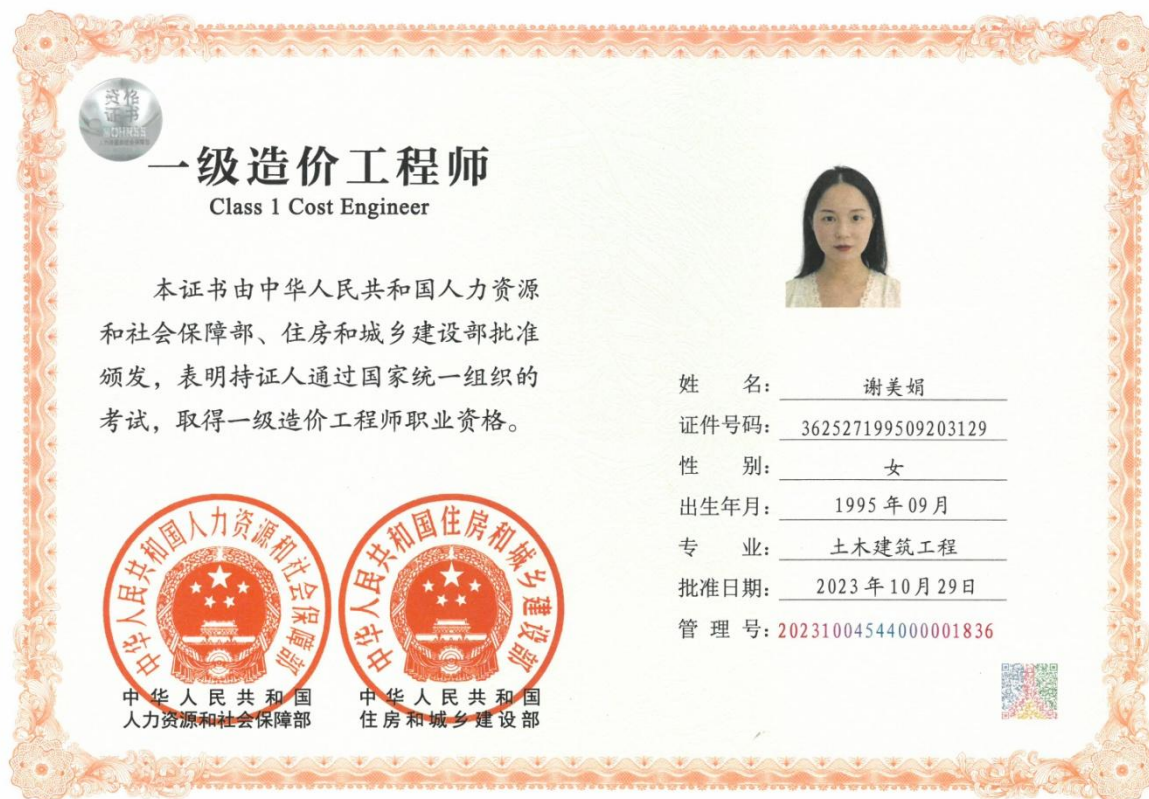 资格
证书
MOHRSS
一级造价工程师
Class 1 Cost Engineer
本证书由中华人民共和国人力资源
和社会保障部、住房和城乡建设部批准
颁发，表明持证人通过国家统一组织的
考试，取得一级造价工程师职业资格。
中华人民共和国人力资源和社会保障部
中华人民共和国住房和城乡建设部
中华人民共和国
人力资源和社会保障部
中华人民共和国
住房和城乡建设部
姓名：谢美娟
证件号码：362527199509203129
性别：女
出生年月：1995年09月
专业：土木建筑工程
批准日期：2023年10月29日
管理号：20231004544000001836